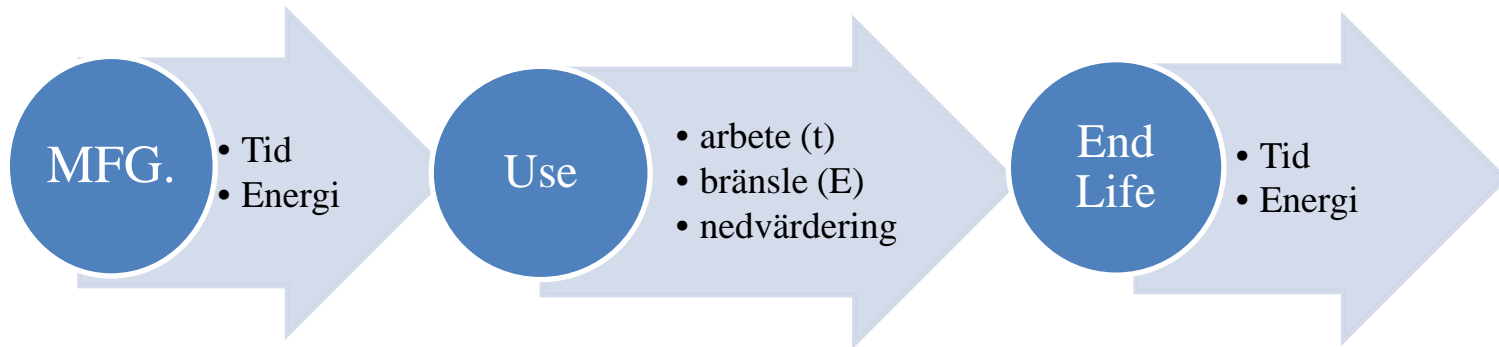 MFG.
• Tid
• Energi
Use
• arbete (t)
• bränsle (E)
• nedvärdering
End
Life
• Tid
• Energi